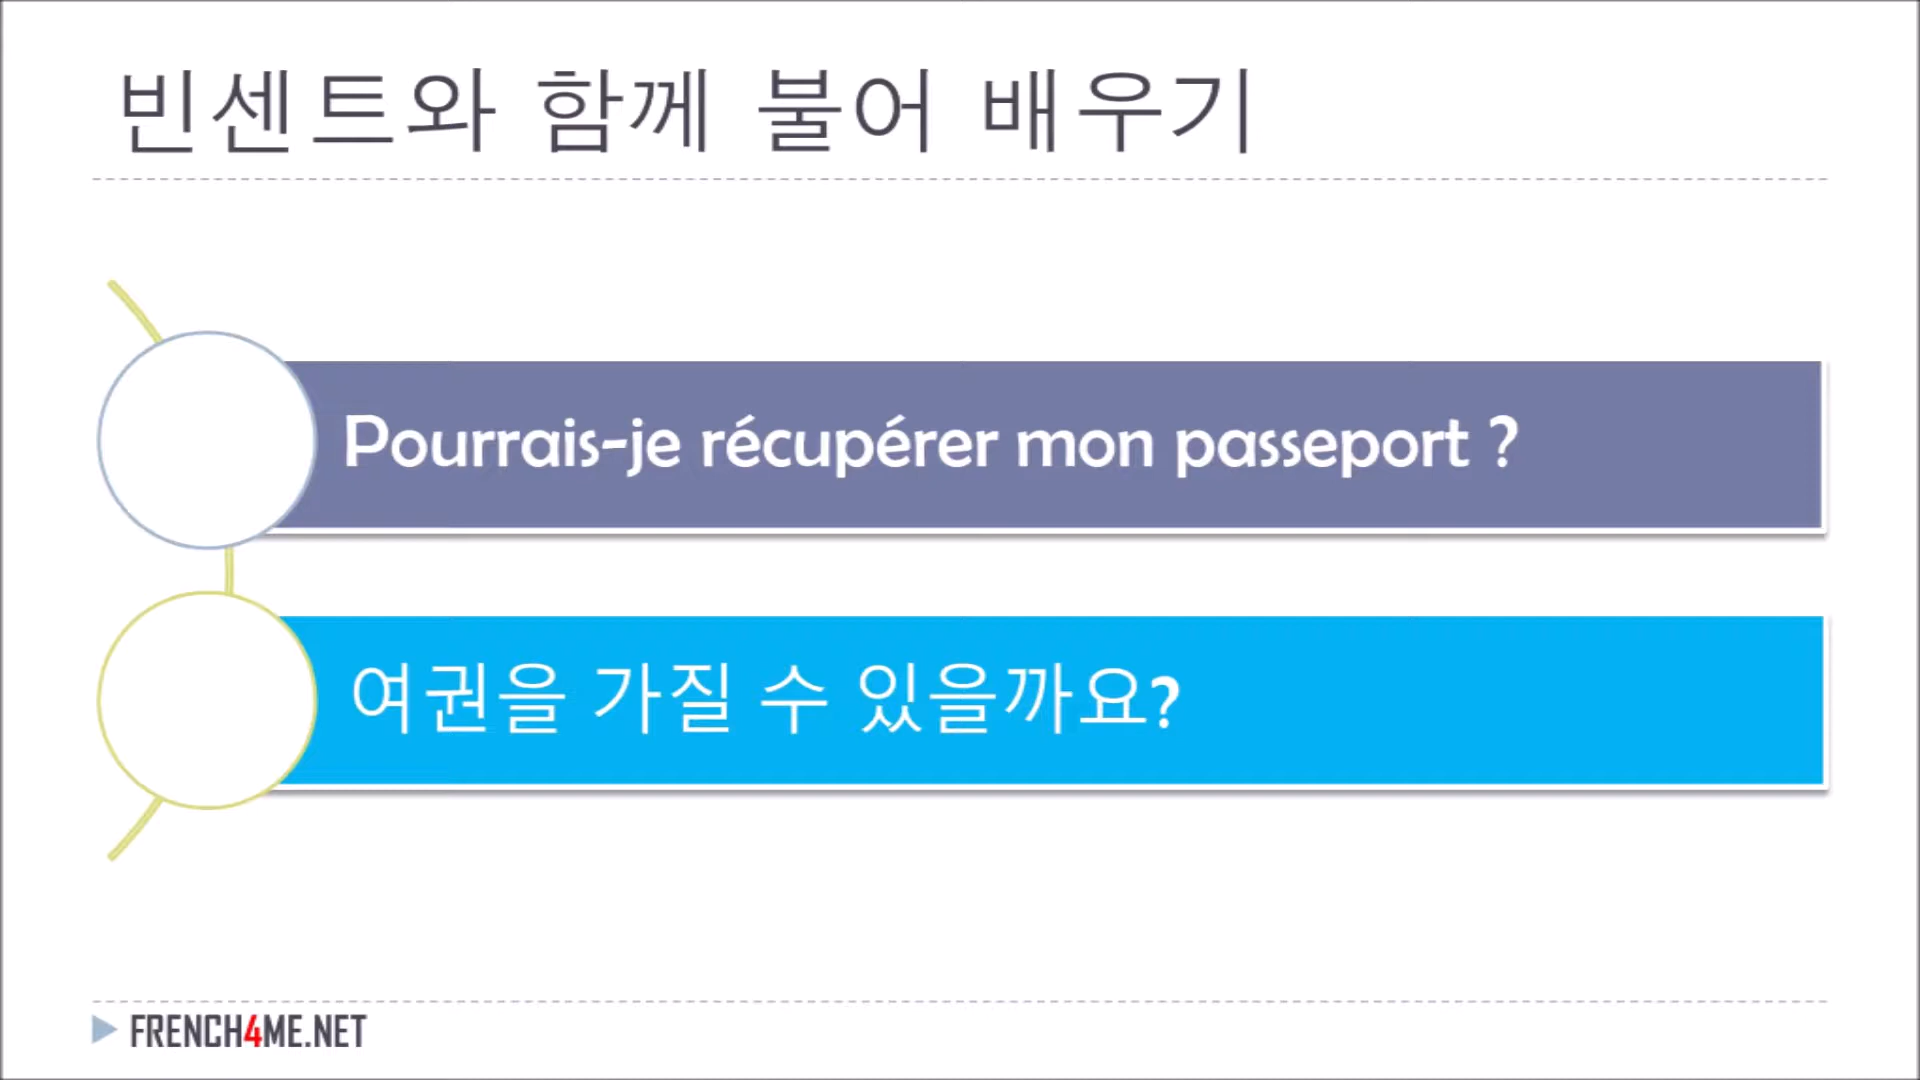 빈센트와 함께 불어 배우기
Pourrais-je récupérer mon passeport ?
여권을 가질 수 있을까요?
FRENCH4ME.NET